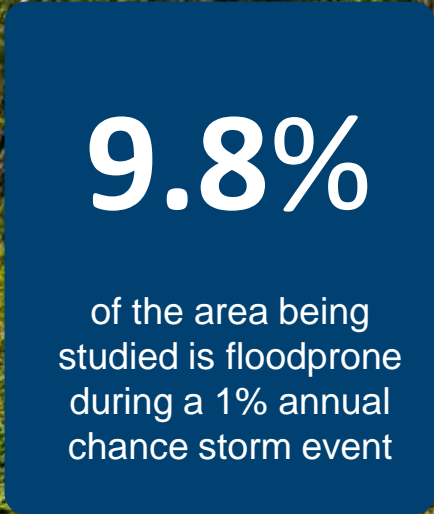 9.8%
of the area being
studied is floodprone
during a 1% annual
chance storm event